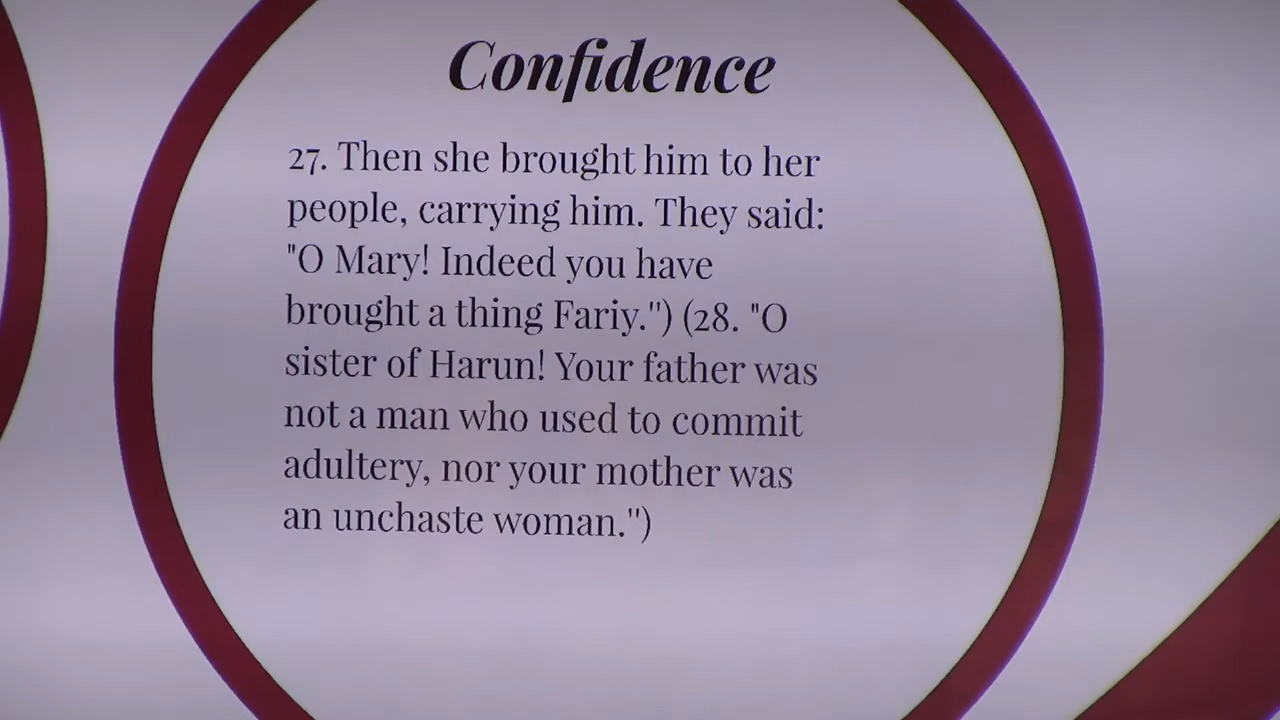 Confidence
27. Then she brought him to her
people, carrying him. They said:
"O Mary! Indeed you have
brought a thing Fariy.") (28. "O
sister of Harun! Your father was
not a man who used to commit
adultery, nor your mother was
an unchaste woman.")